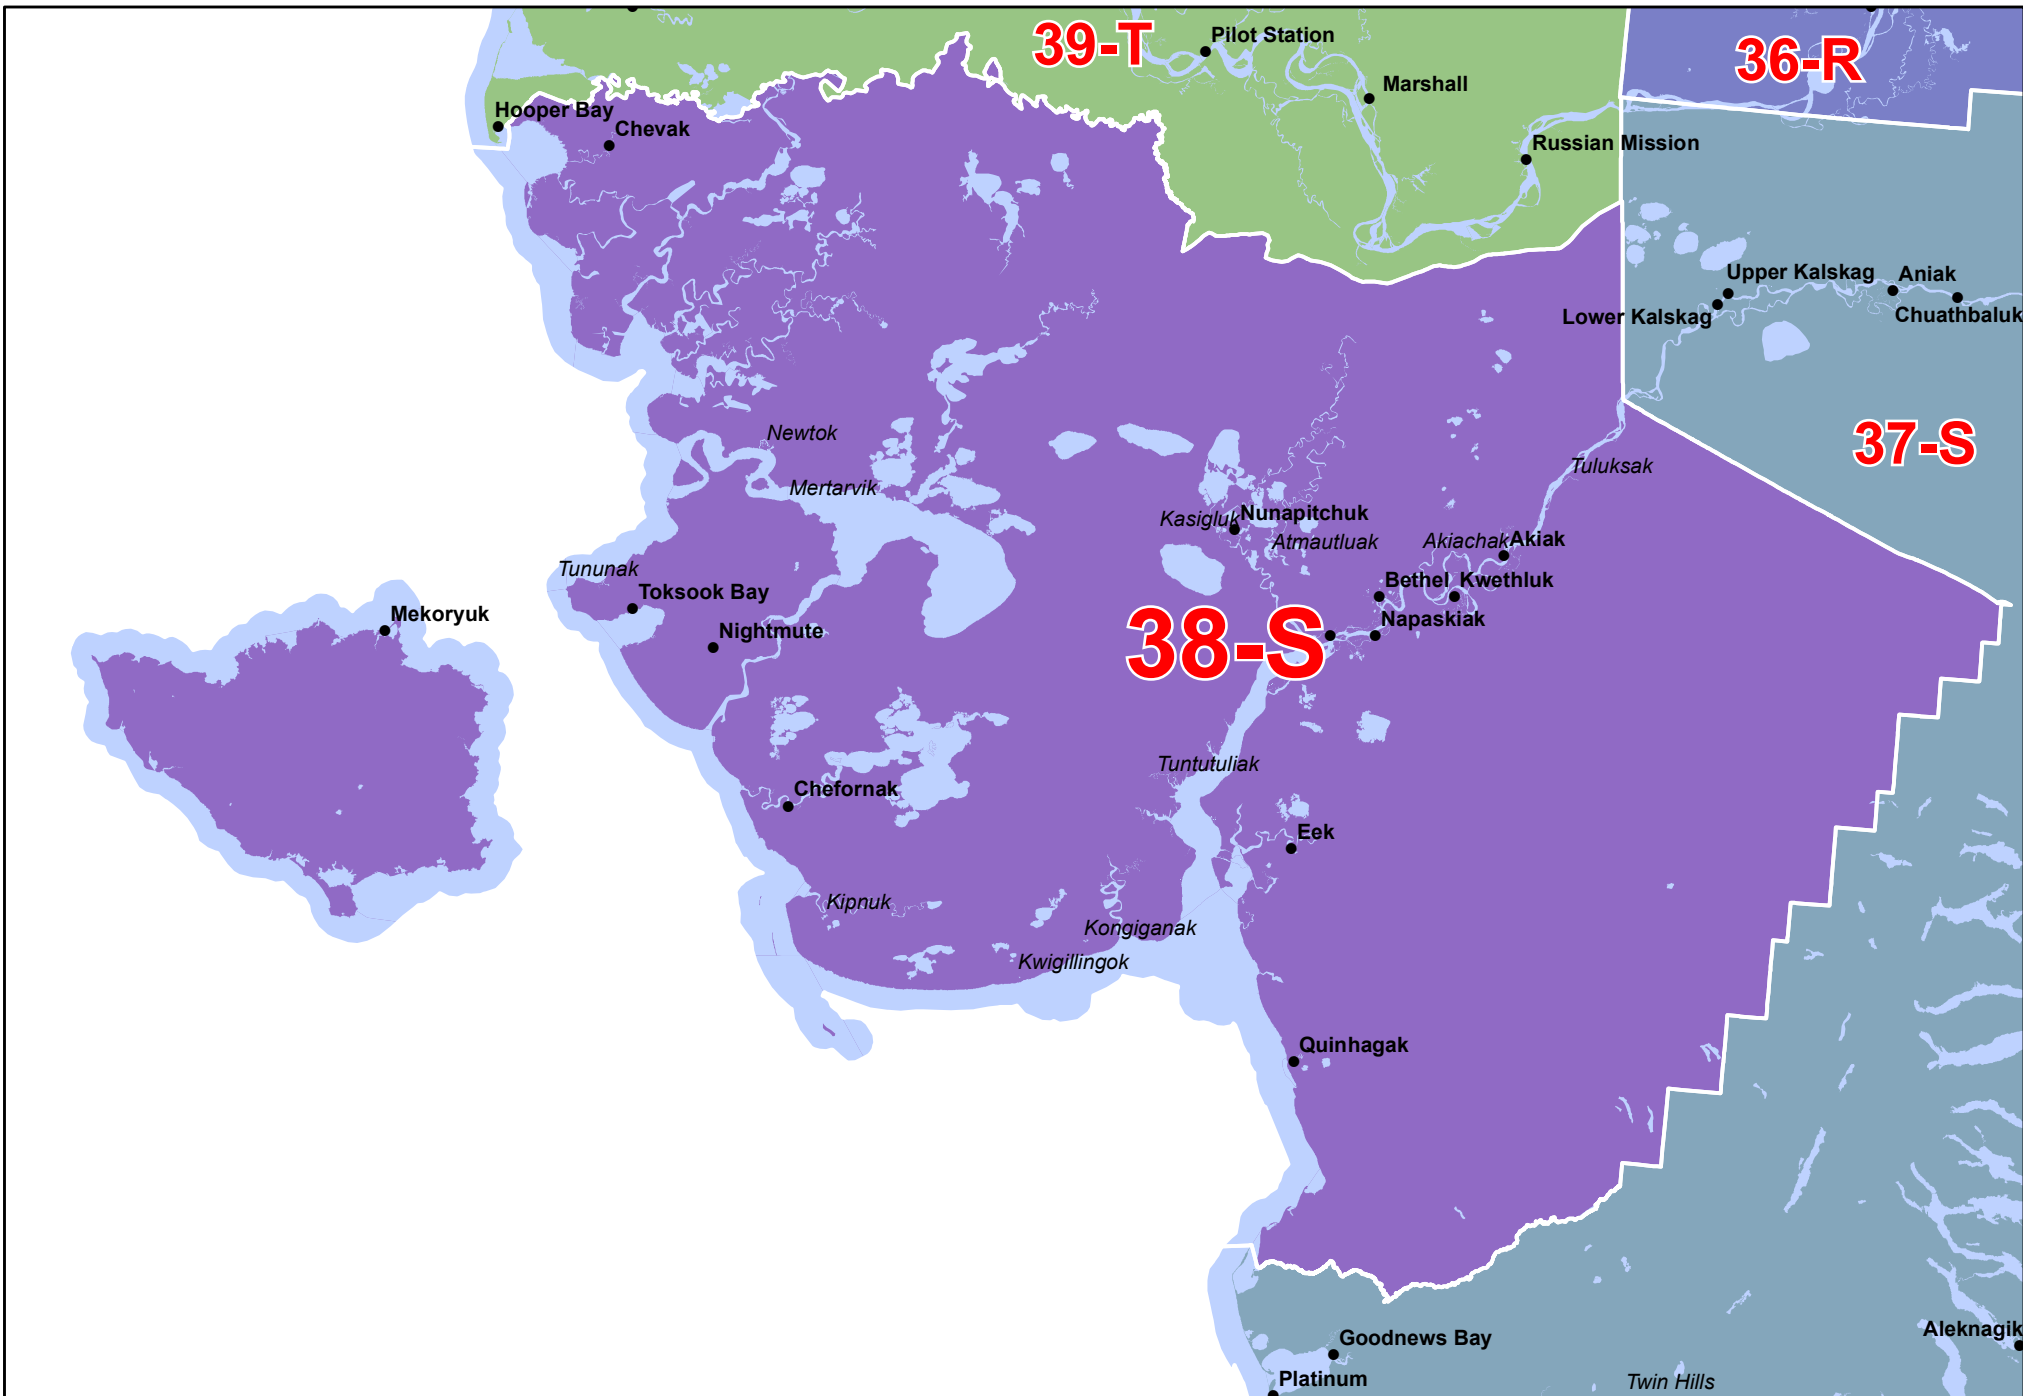 39-T
Pilot Station
36-R
Marshall
Hooper Bay
Chevak
Russian Mission
Upper Kalskag
Aniak
Lower Kalskag
Chuathbaluk
Newtok
37-S
Tuluksak
Mertarvik
Kasigluk
Nunapitchuk
Atmautluak
Akiachak
Akiak
Tununak
Toksook Bay
Bethel
Kwethluk
Mekoryuk
Nightmute
38-S
Napaskiak
Tuntutuliak
Chefornak
Eek
Kipnuk
Kongiganak
Kwigillingok
Quinhagak
Goodnews Bay
Aleknagik
Platinum
Twin Hills